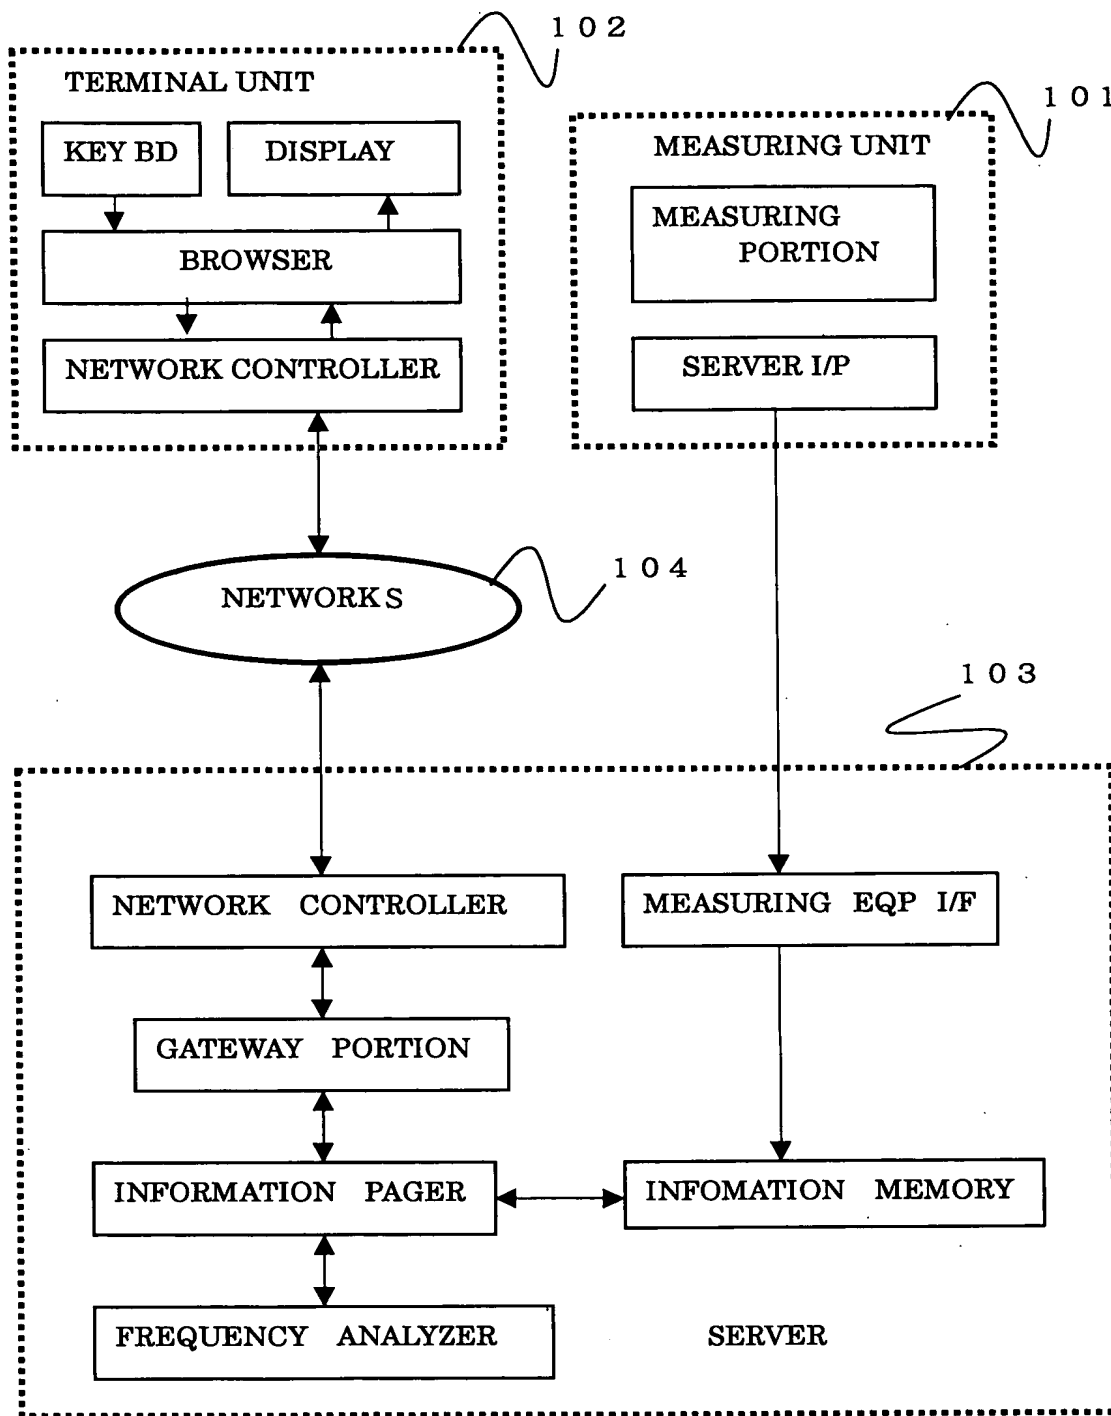 102
TERMINAL UNIT
KEY BD
DISPLAY
BROWSER
NETWORK CONTROLLER
101
MEASURING UNIT
MEASURING
PORTION
SERVER I/P
NETWORKS
104
103
NETWORK CONTROLLER
MEASURING EQP I/F
GATEWAY PORTION
INFORMATION PAGER
INFOMATION MEMORY
FREQUENCY ANALYZER
SERVER